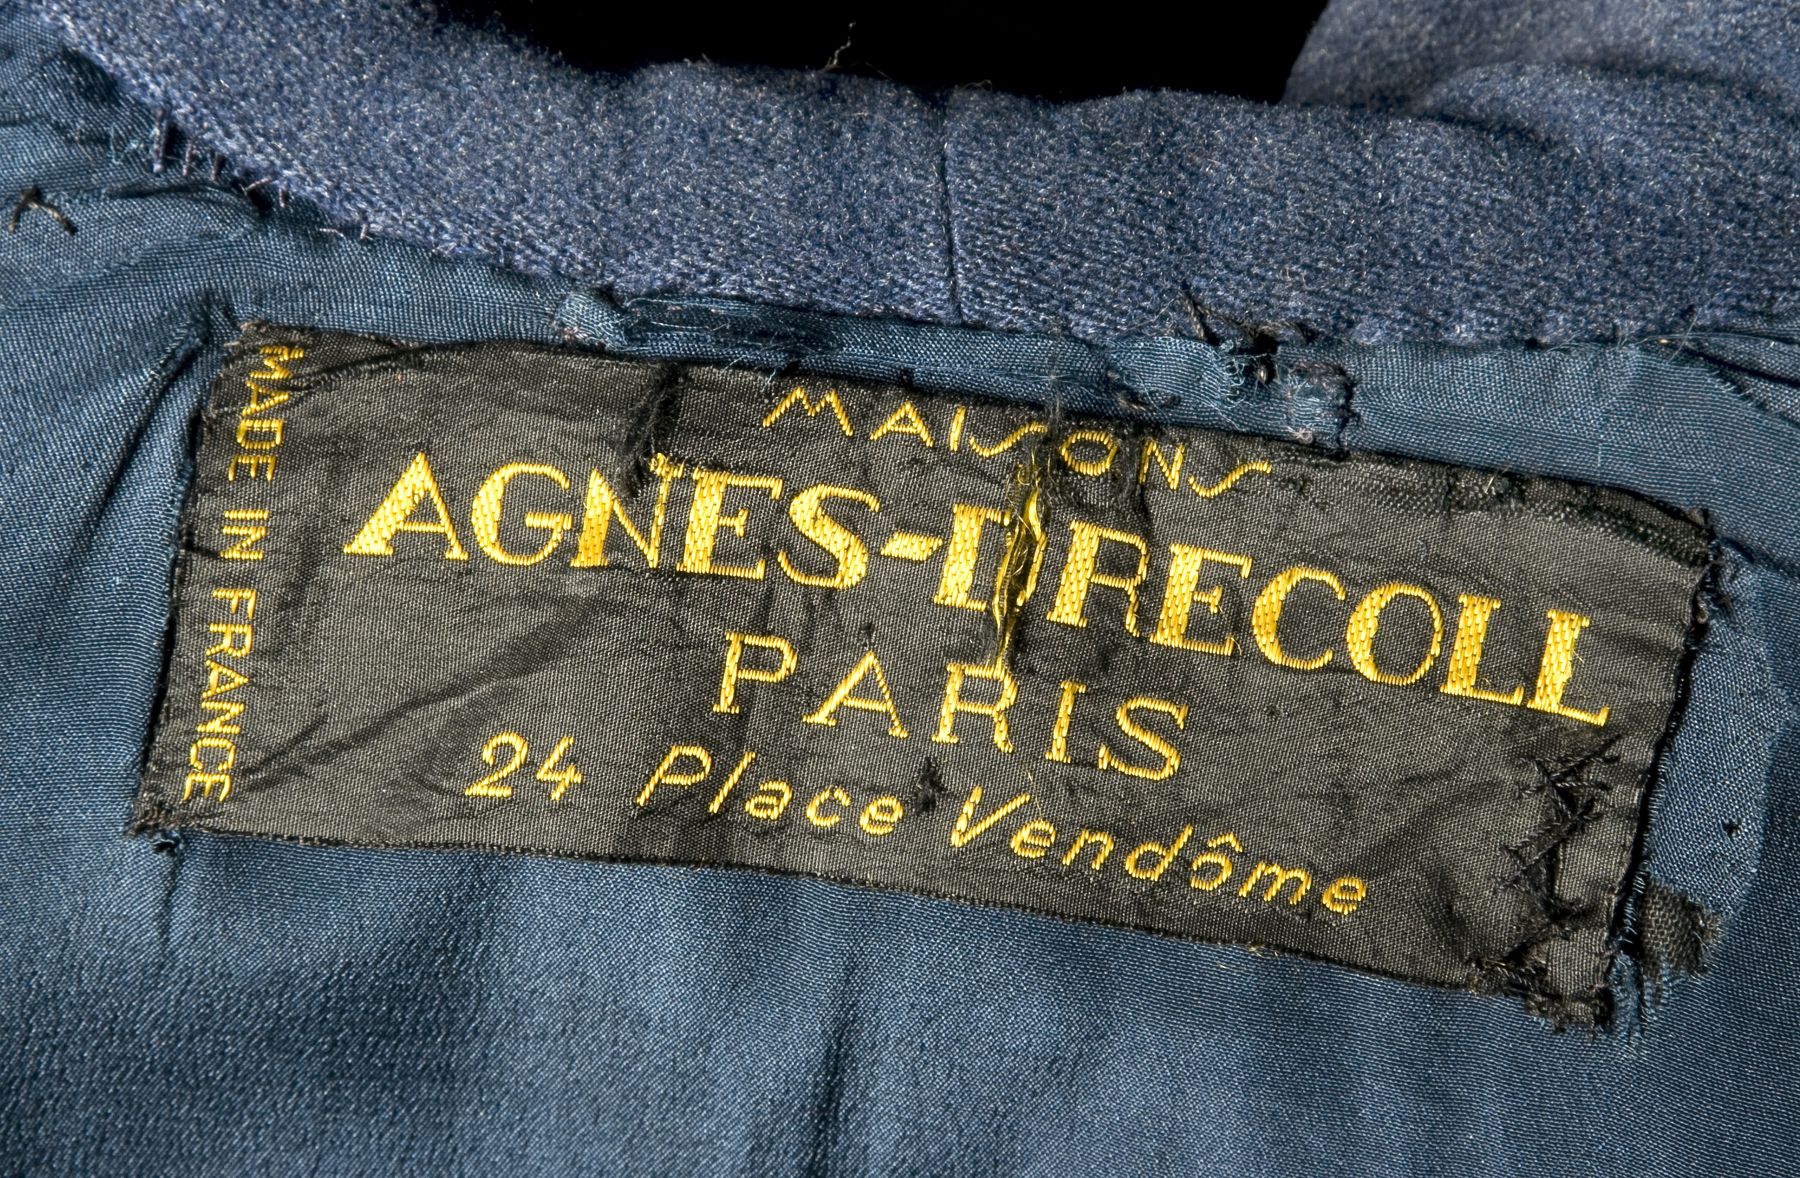 MAISONS
AGNES-DRECOLL
PARIS
24 Place Vendôme
MADE IN FRANCE